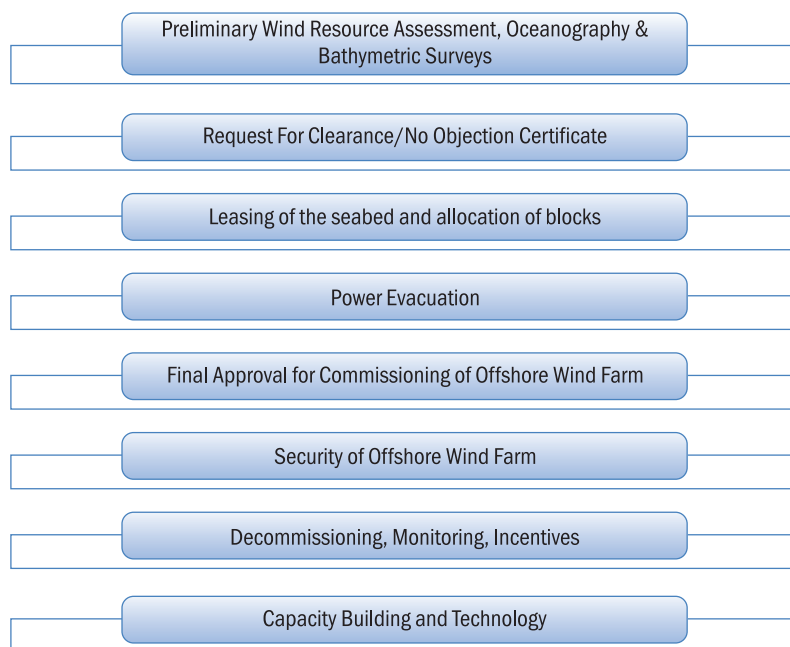 Preliminary Wind Resource Assessment, Oceanography &
Bathymetric Surveys
Request For Clearance/No Objection Certificate
Leasing of the seabed and allocation of blocks
Power Evacuation
Final Approval for Commissioning of Offshore Wind Farm
Security of Offshore Wind Farm
Decommissioning, Monitoring, Incentives
Capacity Building and Technology